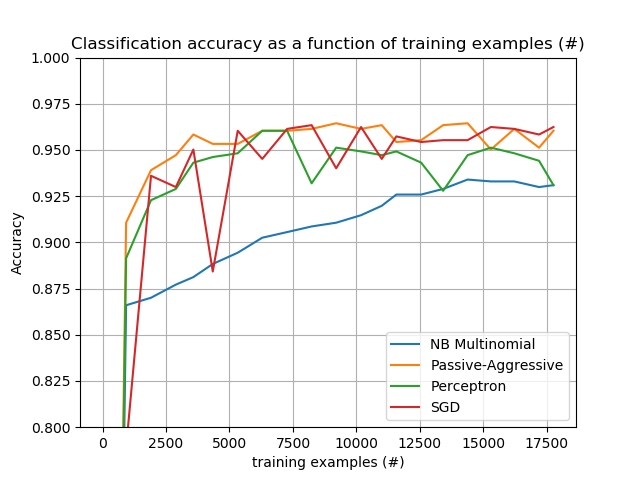 Classification accuracy as a function of training examples (#)
1.000
0.975
0.950
0.925
0.900
0.875
0.850
0.825
0.800
Accuracy
NB Multinomial
Passive-Aggressive
Perceptron
SGD
0 2500 5000 7500 10000 12500 15000 17500
training examples (#)